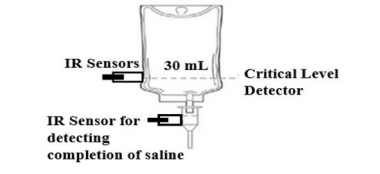 IR Sensors
30 mL
Critical Level
Detector
IR Sensor for
detecting
completion of saline